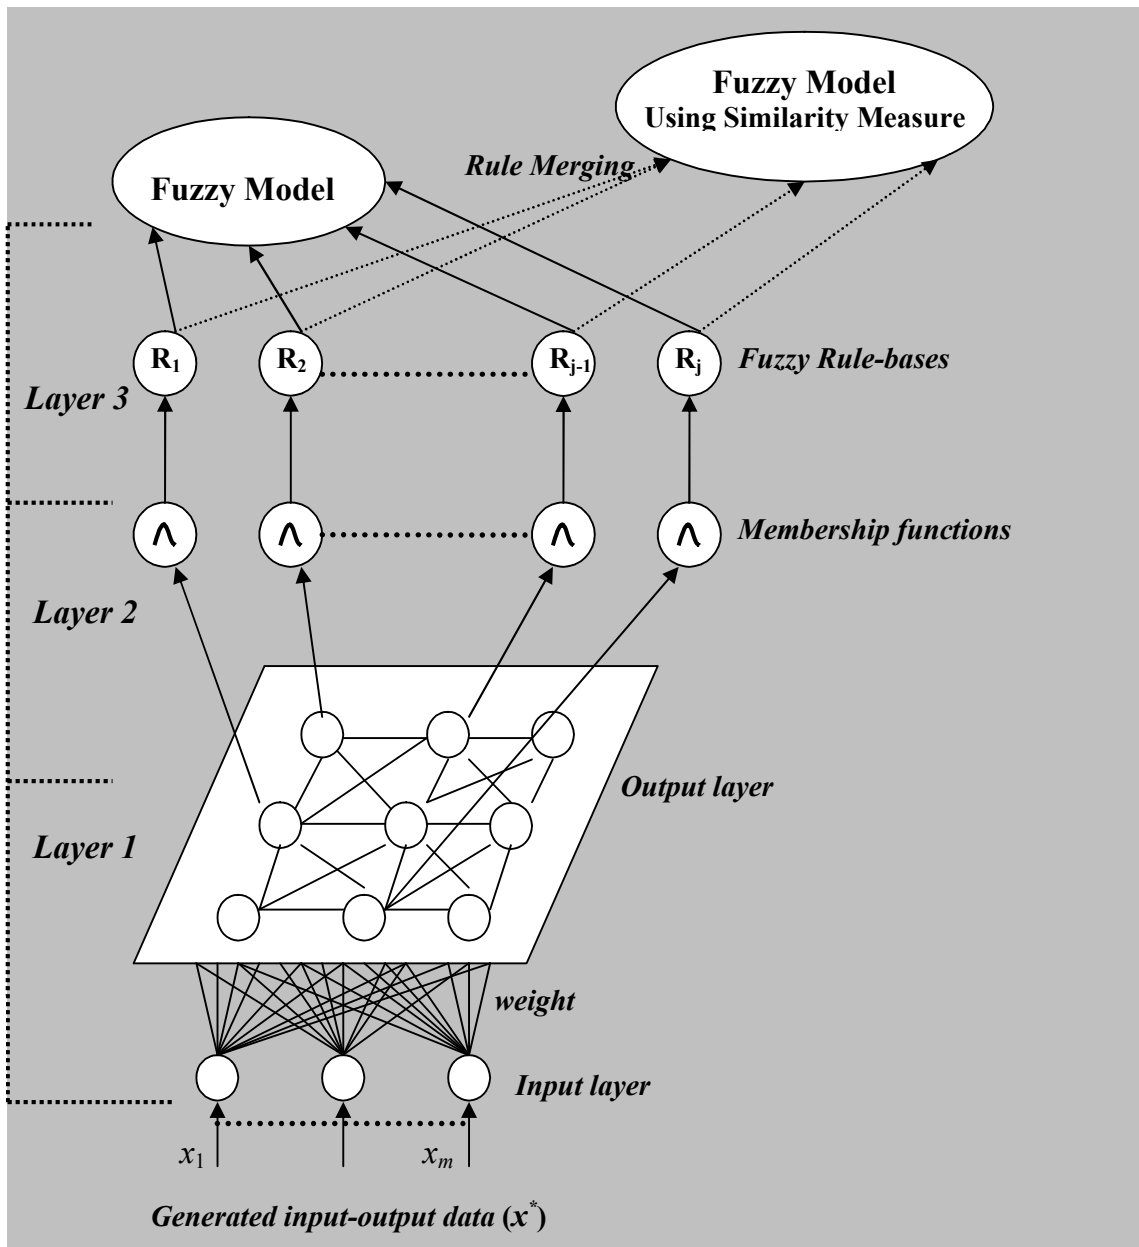 Fuzzy Model
Using Similarity Measure
Rule Merging
Fuzzy Model
R1
R2
Rj-1
Rj
Fuzzy Rule-bases
Layer 3
Membership functions
Layer 2
Output layer
Layer 1
weight
Input layer
x1
xm
Generated input-output data (x*)